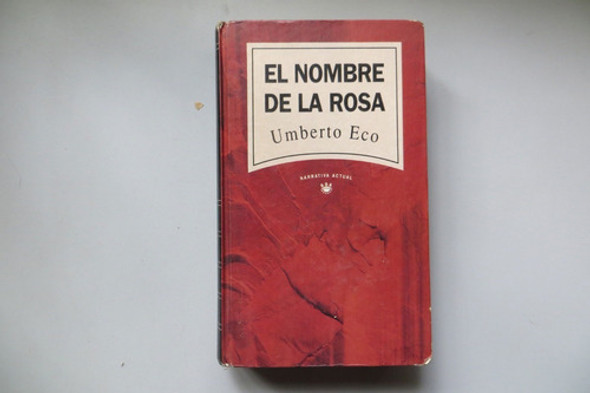 EL NOMBRE
DE LA ROSA
Umberto Eco
NARRATIVA ACTUAL